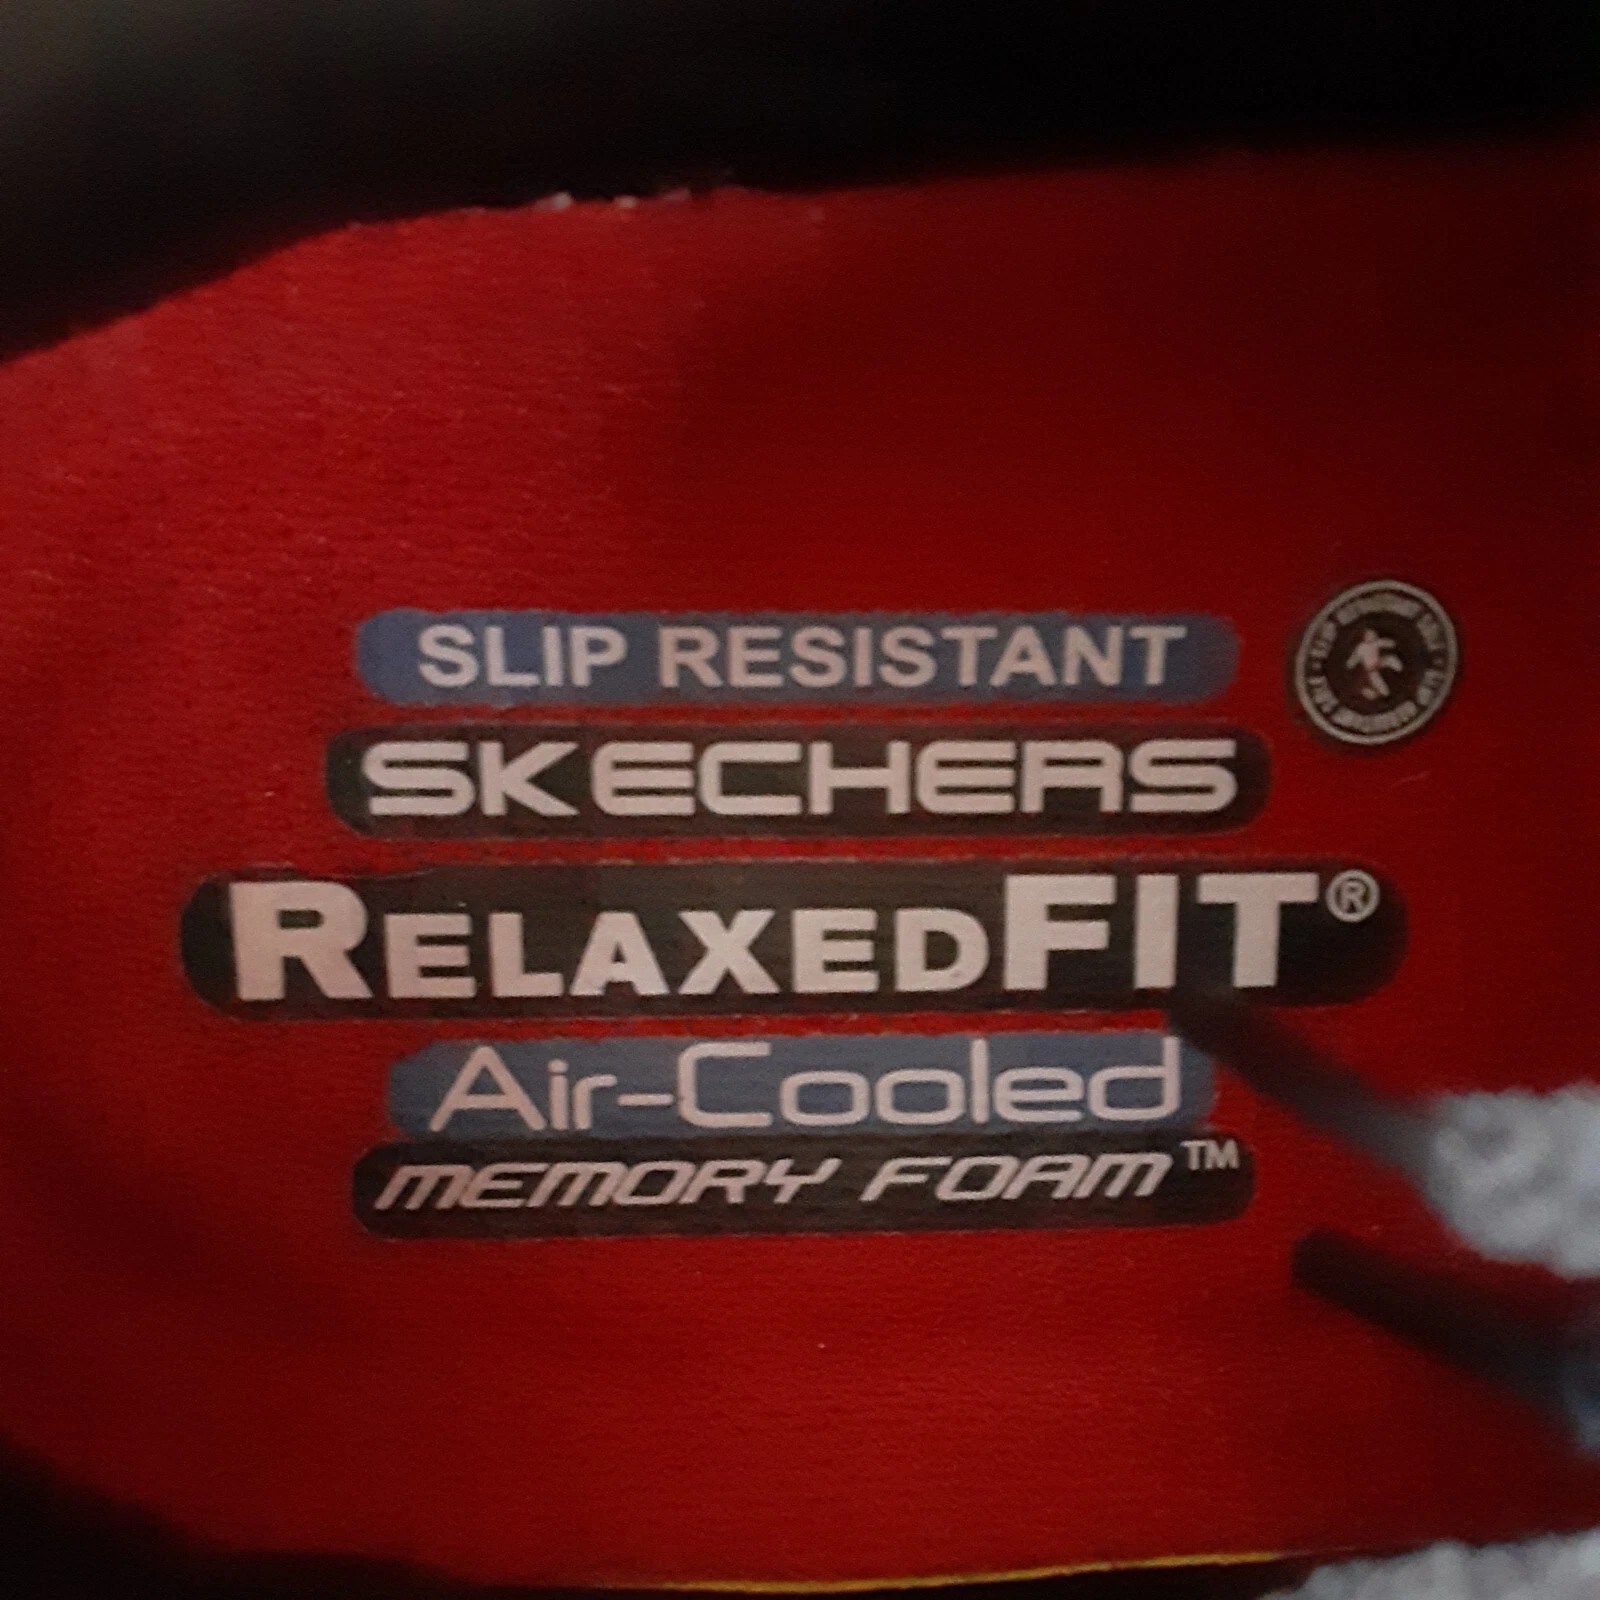 SLIP RESISTANT
SKECHERS
RELAXEDFIT®
Air-Cooled
MEMORY FOAM™